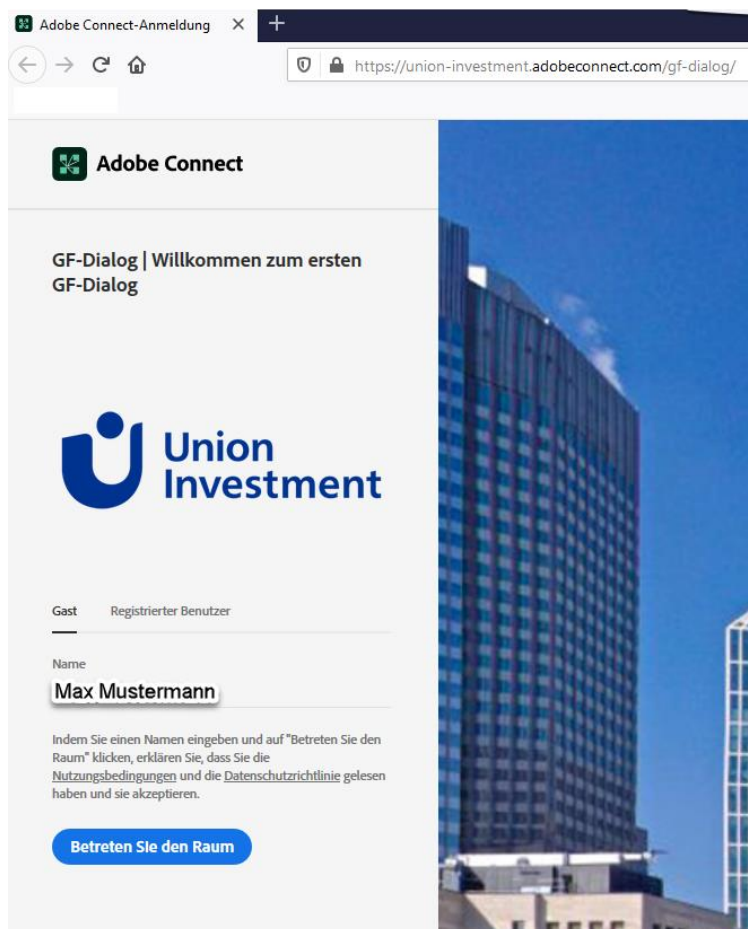 Adobe Connect-Anmeldung
https://union-investment.adobeconnect.com/gf-dialog/
Adobe Connect
GF-Dialog | Willkommen zum ersten
GF-Dialog
Union
Investment
Gast Registrierter Benutzer
Name
Max Mustermann
Indem Sie einen Namen eingeben und auf "Betreten Sie den
Raum" klicken, erklären Sie, dass Sie die
Nutzungsbedingungen und die Datenschutzrichtlinie gelesen
haben und sie akzeptieren.
Betreten Sie den Raum